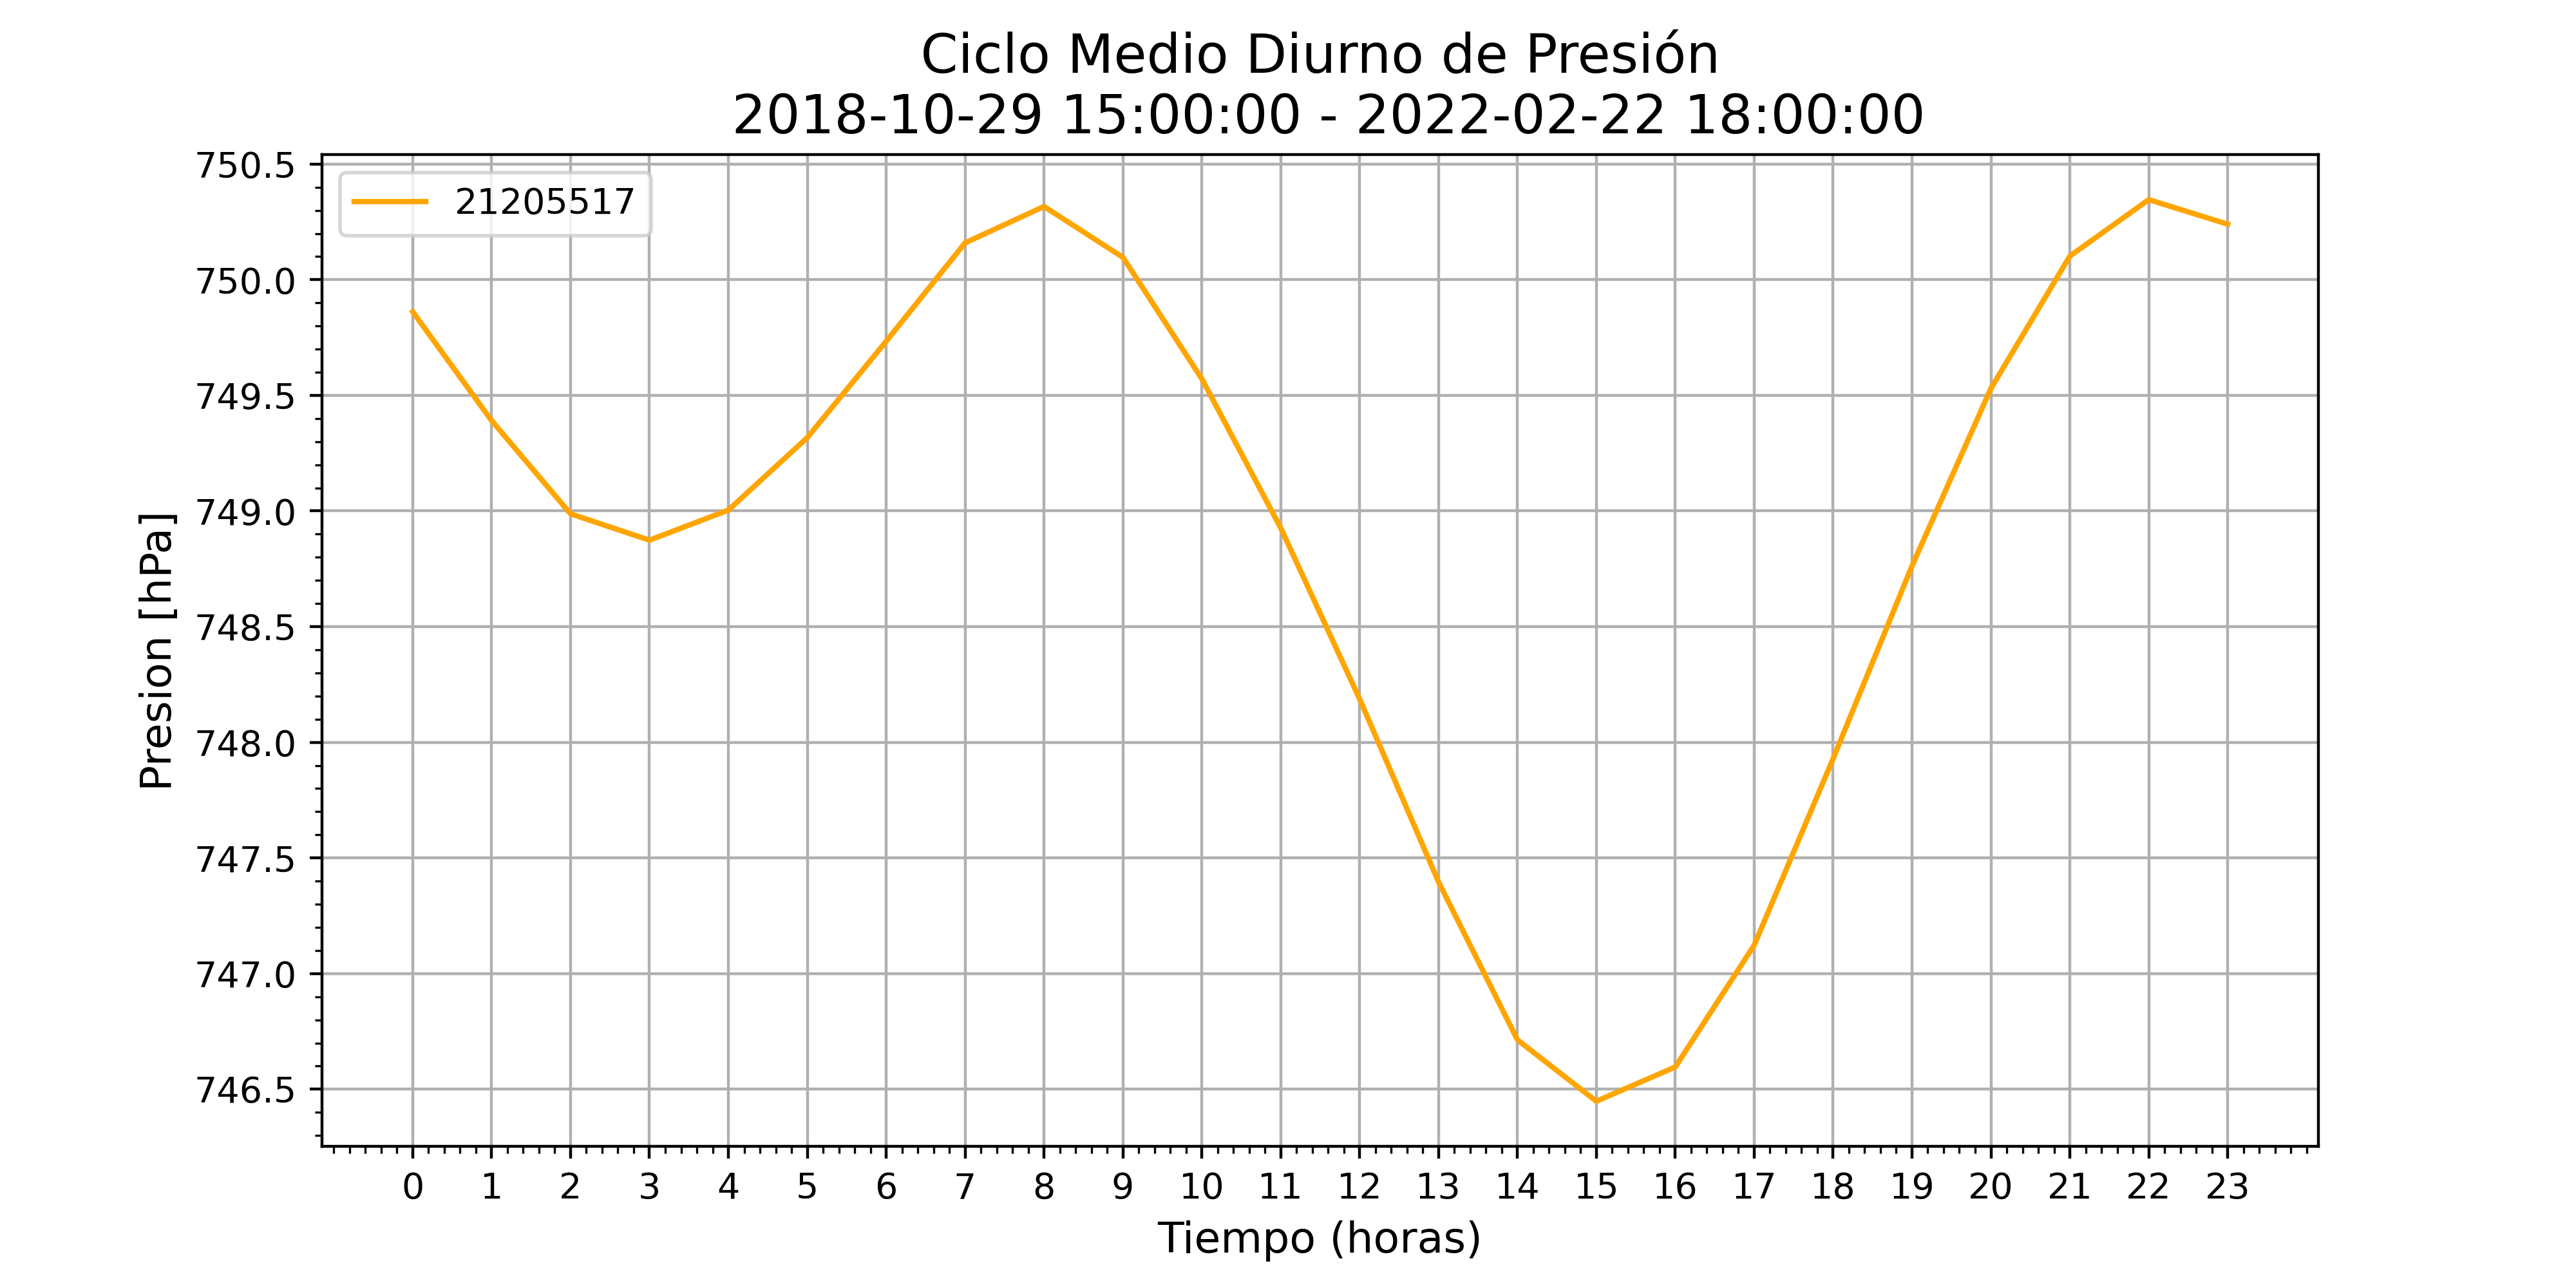 Ciclo Medio Diurno de Presión
2018-10-29 15:00:00 - 2022-02-22 18:00:00
21205517
Presion [hPa]
750.5
750.0
749.5
749.0
748.5
748.0
747.5
747.0
746.5
0 1 2 3 4 5 6 7 8 9 10 11 12 13 14 15 16 17 18 19 20 21 22 23
Tiempo (horas)